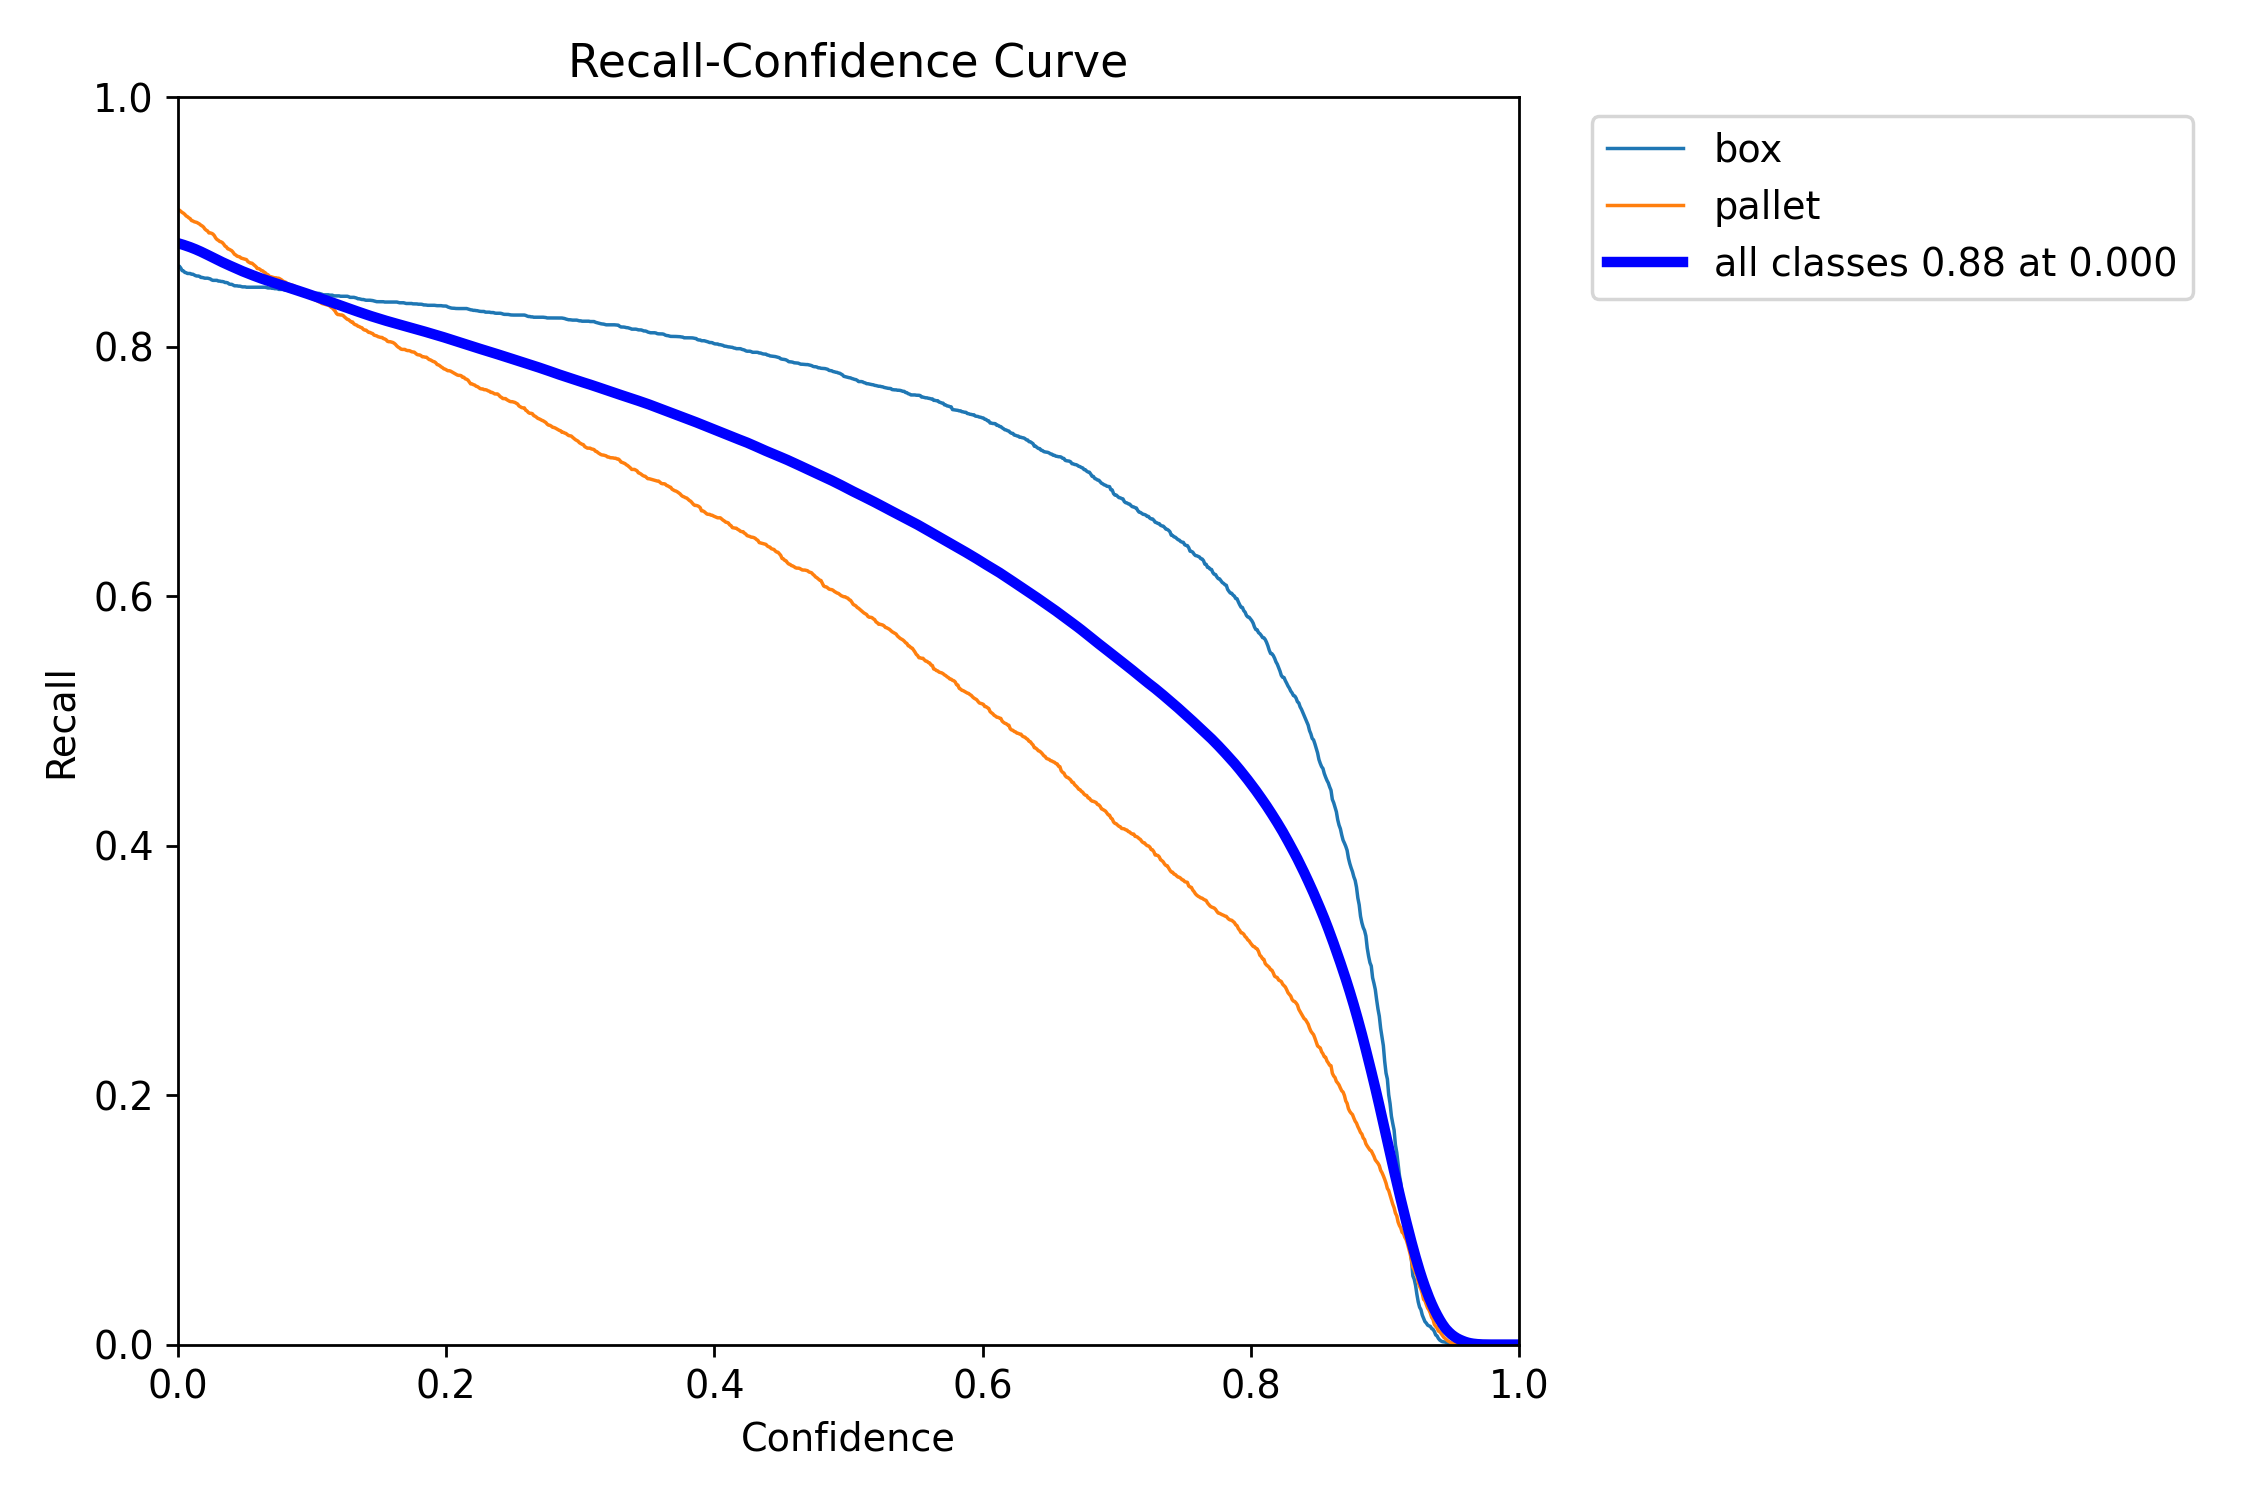 Recall-Confidence Curve
1.0
0.8
0.6
0.4
0.2
0.0
Recall
0.0 0.2 0.4 0.6 0.8 1.0
Confidence
box
pallet
all classes 0.88 at 0.000